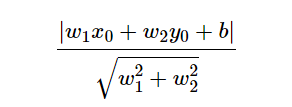 |w₁x₀ + w₂y₀ + b|
√(w₁² + w₂²)